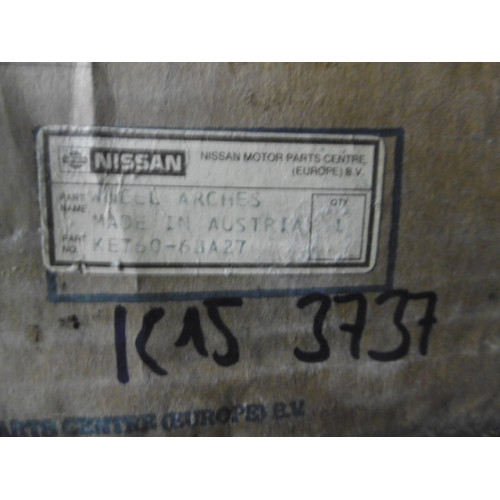 NISSAN
NISSAN MOTOR PARTS CENTRE
(EUROPE) B.V.
PART NAME WHEEL ARCHES
MADE IN AUSTRIA
QTY 1
PART NO. KE760-68A27
K15 3737
PARTS CENTRE (EUROPE) B.V.